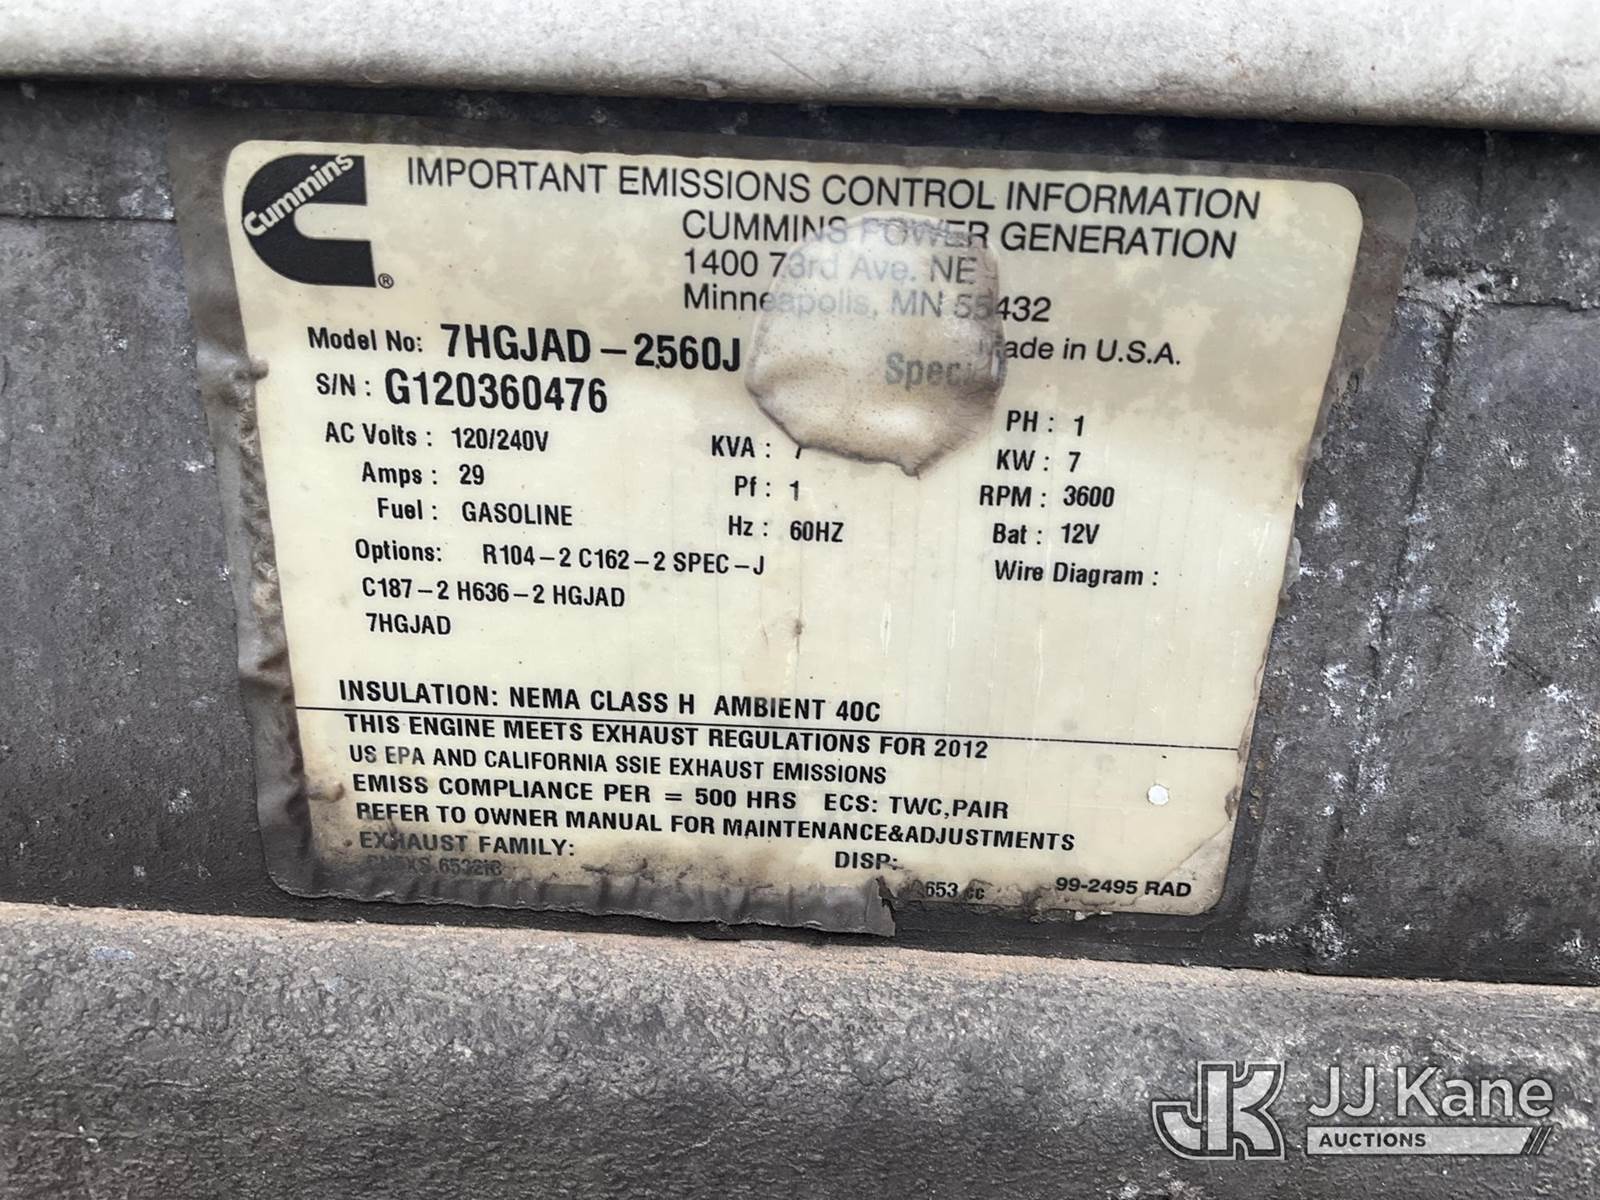 Cummins ®
IMPORTANT EMISSIONS CONTROL INFORMATION
CUMMINS POWER GENERATION
1400 73rd Ave. NE
Minneapolis, MN 55432
Model No: 7HGJAD-2560J
ade in U.S.A.
S/N: G120360476
AC Volts: 120/240V
KVA:
PH: 1
Amps: 29
Pf: 1
KW: 7
Fuel: GASOLINE
Hz: 60HZ
RPM: 3600
Options: R104-2 C162-2 SPEC-J
Bat: 12V
C187-2 H636-2 HGJAD
Wire Diagram:
7HGJAD
INSULATION: NEMA CLASS H AMBIENT 40C
THIS ENGINE MEETS EXHAUST REGULATIONS FOR 2012
US EPA AND CALIFORNIA SSIE EXHAUST EMISSIONS
EMISS COMPLIANCE PER = 500 HRS ECS: TWC,PAIR
REFER TO OWNER MANUAL FOR MAINTENANCE&ADJUSTMENTS
EXHAUST FAMILY: DISP:
653 cc 99-2495 RAD
JK JJ Kane
AUCTIONS